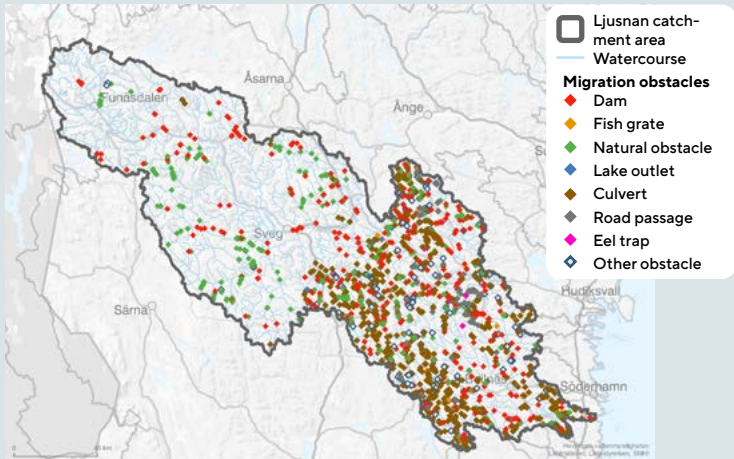 Ljusnan catch-
ment area
Watercourse
Migration obstacles
Dam
Fish grate
Natural obstacle
Lake outlet
Culvert
Road passage
Eel trap
Other obstacle
Åsarna
Funäsdalen
Ånge
Sveg
Särna
Hudiksvall
Söderhamn